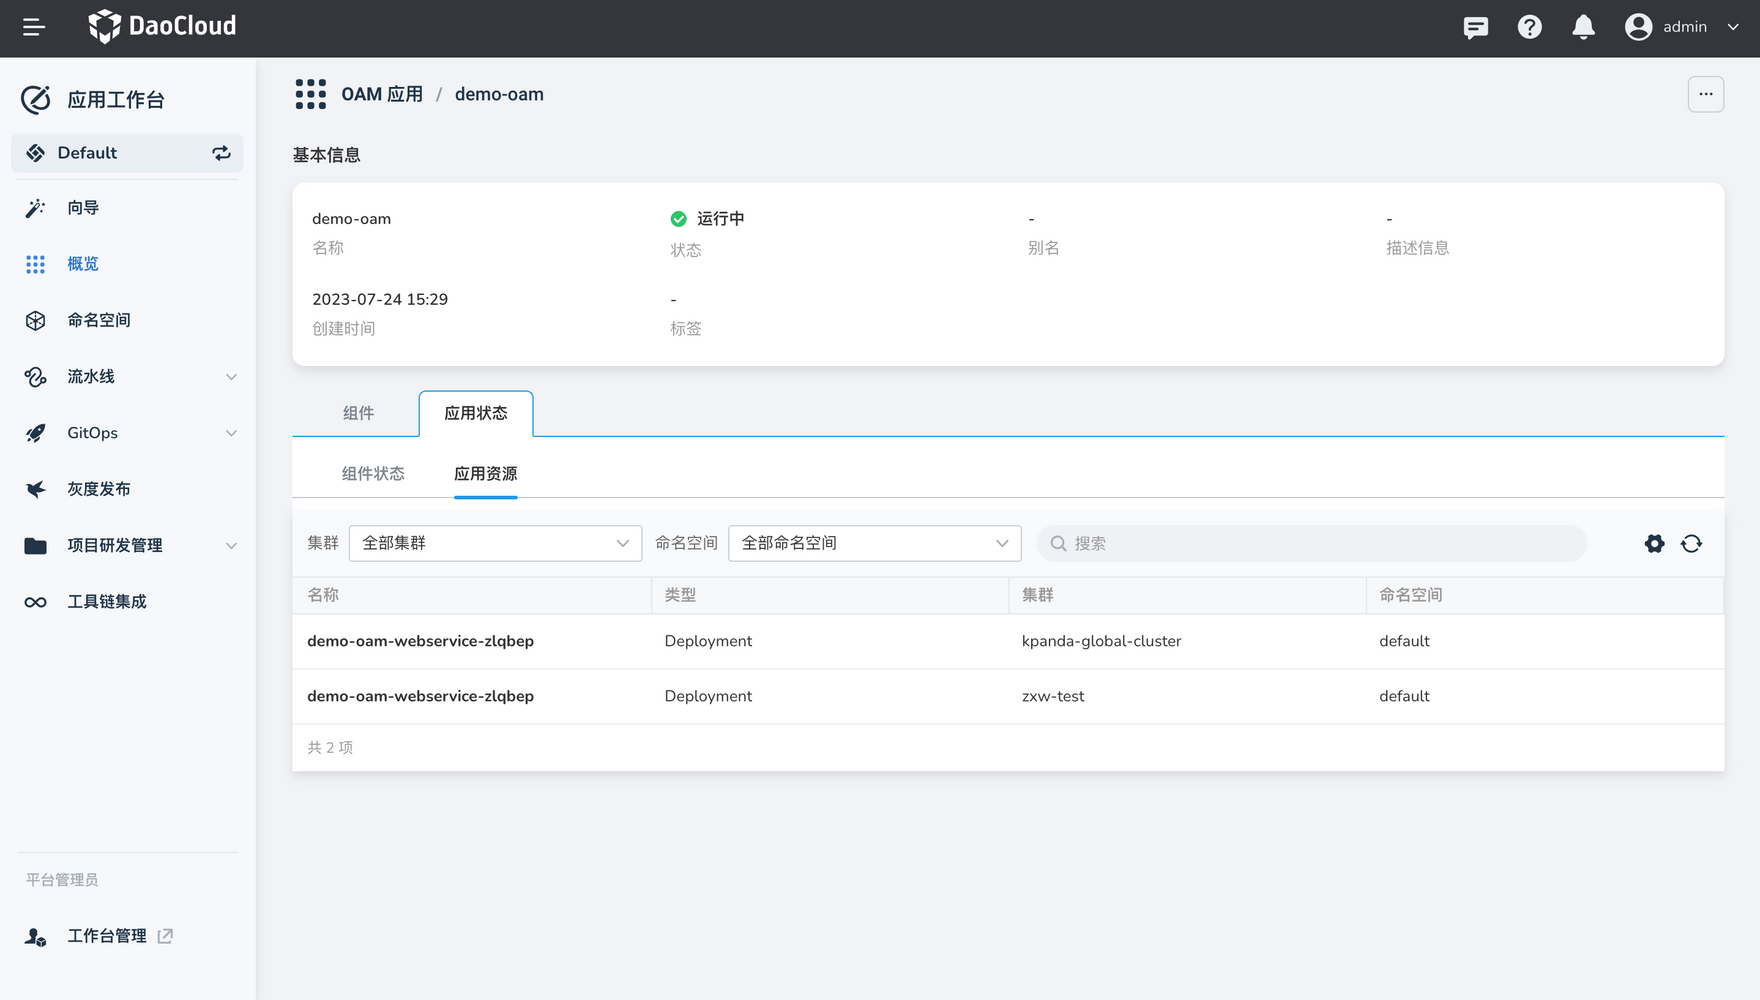 DaoCloud
admin
应用工作台
Default
向导
概览
命名空间
流水线
GitOps
灰度发布
项目研发管理
工具链集成
平台管理员
工作台管理
OAM 应用 / demo-oam
...
基本信息
demo-oam
名称
运行中
状态
-
别名
-
描述信息
2023-07-24 15:29
创建时间
-
标签
组件 应用状态
组件状态 应用资源
集群 全部集群 命名空间 全部命名空间 搜索
名称 类型 集群 命名空间
demo-oam-webservice-zlqbep Deployment kpanda-global-cluster default
demo-oam-webservice-zlqbep Deployment zxw-test default
共 2 项